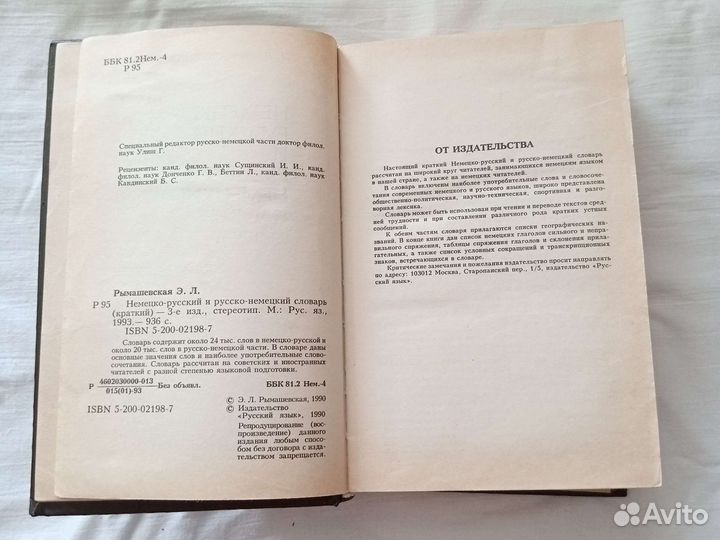 ББК 81.2Нем.-4
Р 95
Специальный редактор русско-немецкой части доктор филол.
наук Улиш Г.
Рецензенты: канд. филол. наук Сущинский И. И., канд.
филол. наук Донченко Г. В., Беттин Л., канд. филол. наук
Кандинский Б. С.
Рымашевская Э. Л.
Р 95 Немецко-русский и русско-немецкий словарь
(краткий) — 3-е изд., стереотип. М.: Рус. яз.,
1993.— 936 с.
ISBN 5-200-02198-7
Словарь содержит около 24 тыс. слов в немецко-русской и
около 20 тыс. слов в русско-немецкой части. В словаре даны
основные значения слов и наиболее употребительные слово-
сочетания. Словарь рассчитан на советских и иностранных
читателей с разной степенью языковой подготовки.
Р 4602030000-013
015(01)-93 Без объявл.
ББК 81.2 Нем.-4
ISBN 5-200-02198-7
© Э. Л. Рымашевская, 1990
© Издательство
«Русский язык», 1990
Репродуцирование (вос-
произведение) данного
издания любым способом
без договора с изда-
тельством запрещается.
ОТ ИЗДАТЕЛЬСТВА
Настоящий краткий Немецко-русский и русско-немецкий словарь
рассчитан на широкий круг читателей, занимающихся немецким языком
в нашей стране, а также на немецких читателей.
В словарь включены наиболее употребительные слова и словосоче-
тания современных немецкого и русского языков, широко представлена
общественно-политическая, научно-техническая, спортивная и разго-
ворная лексика.
Словарь может быть использован при чтении и переводе текстов сред-
ней трудности и при составлении различного рода кратких устных
сообщений.
К обеим частям словаря прилагаются списки географических на-
званий. В конце книги дан список немецких глаголов сильного и непра-
вильного спряжения, таблицы спряжения глаголов и склонения прила-
гательных, а также список условных сокращений и транскрипционных
знаков, встречающихся в словаре.
Критические замечания и пожелания издательство просит направлять
по адресу: 103012 Москва, Старопанский пер., 1/5, издательство «Рус-
ский язык».
Avito